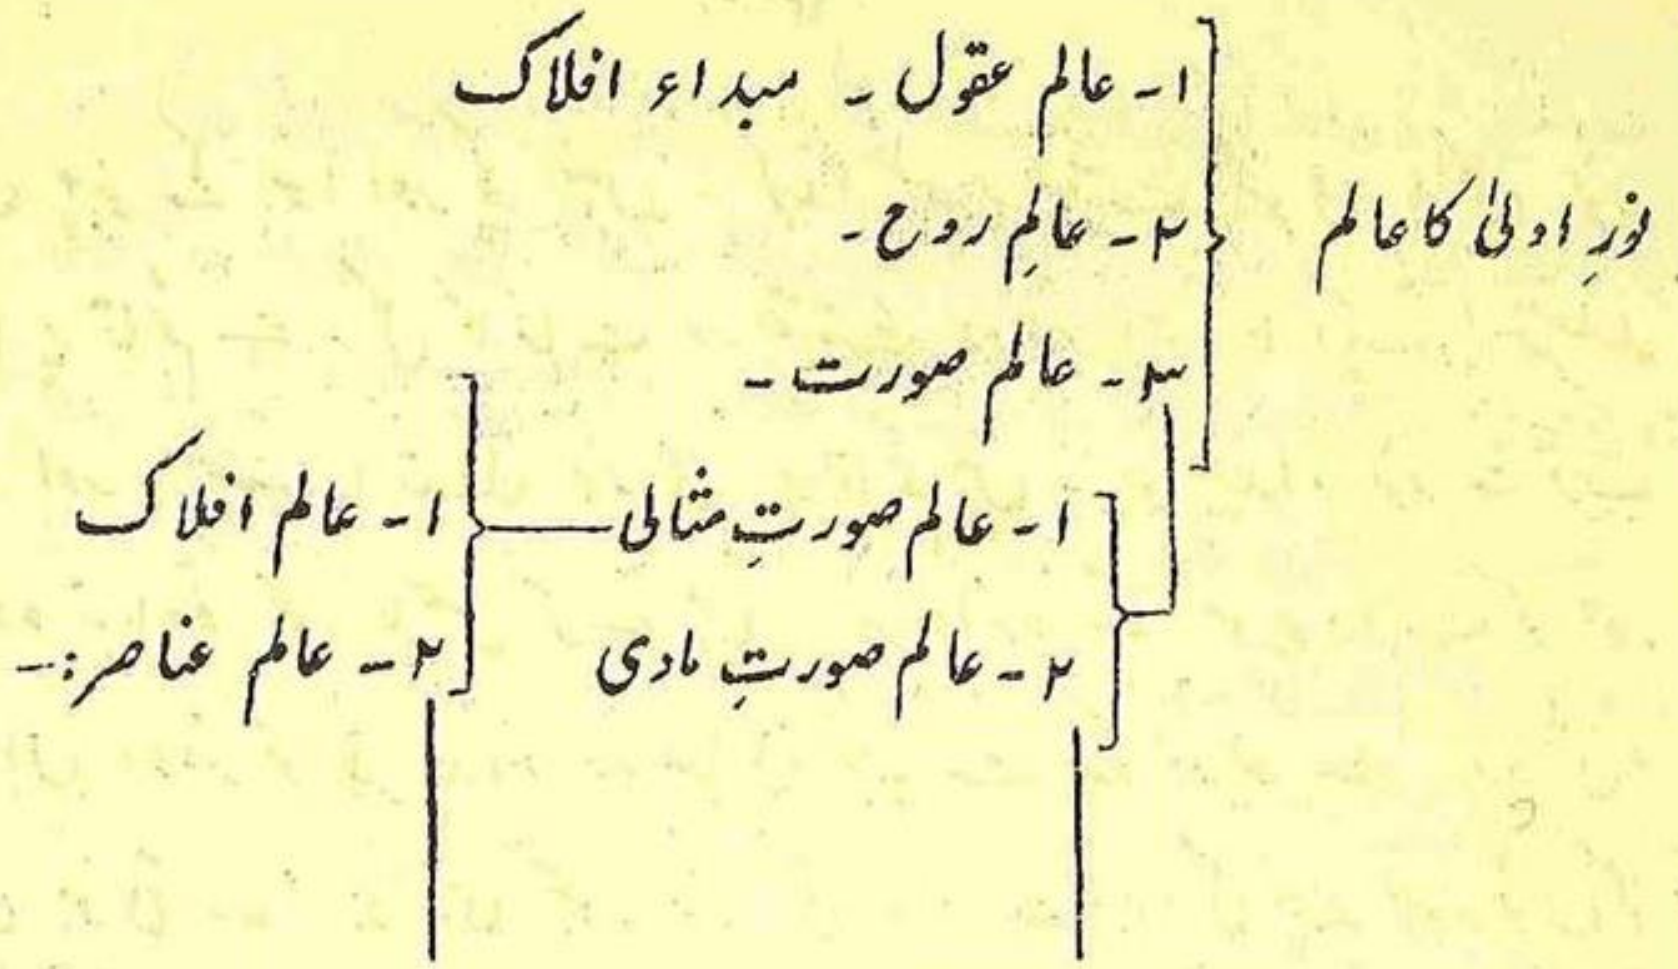 ۱۔ عالم عقول ۔ مبداء افلاک
نورِ اولیٰ کا عالم
۲۔ عالمِ روح۔
۳۔ عالم صورت۔
۱۔ عالم صورتِ مثالی
۲۔ عالم صورتِ مادی
۱۔ عالم افلاک
۲۔ عالم عناصر:۔